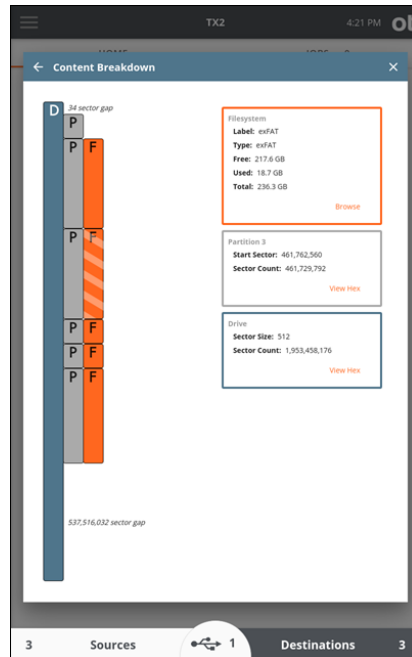 TX2
4:21 PM
Content Breakdown
D
34 sector gap
P
P F
P F
P F
P F
P F
537,516,032 sector gap
Filesystem
Label: exFAT
Type: exFAT
Free: 217.6 GB
Used: 18.7 GB
Total: 236.3 GB
Browse
Partition 3
Start Sector: 461,762,560
Sector Count: 461,729,792
View Hex
Drive
Sector Size: 512
Sector Count: 1,953,458,176
View Hex
3 Sources 1 Destinations 3